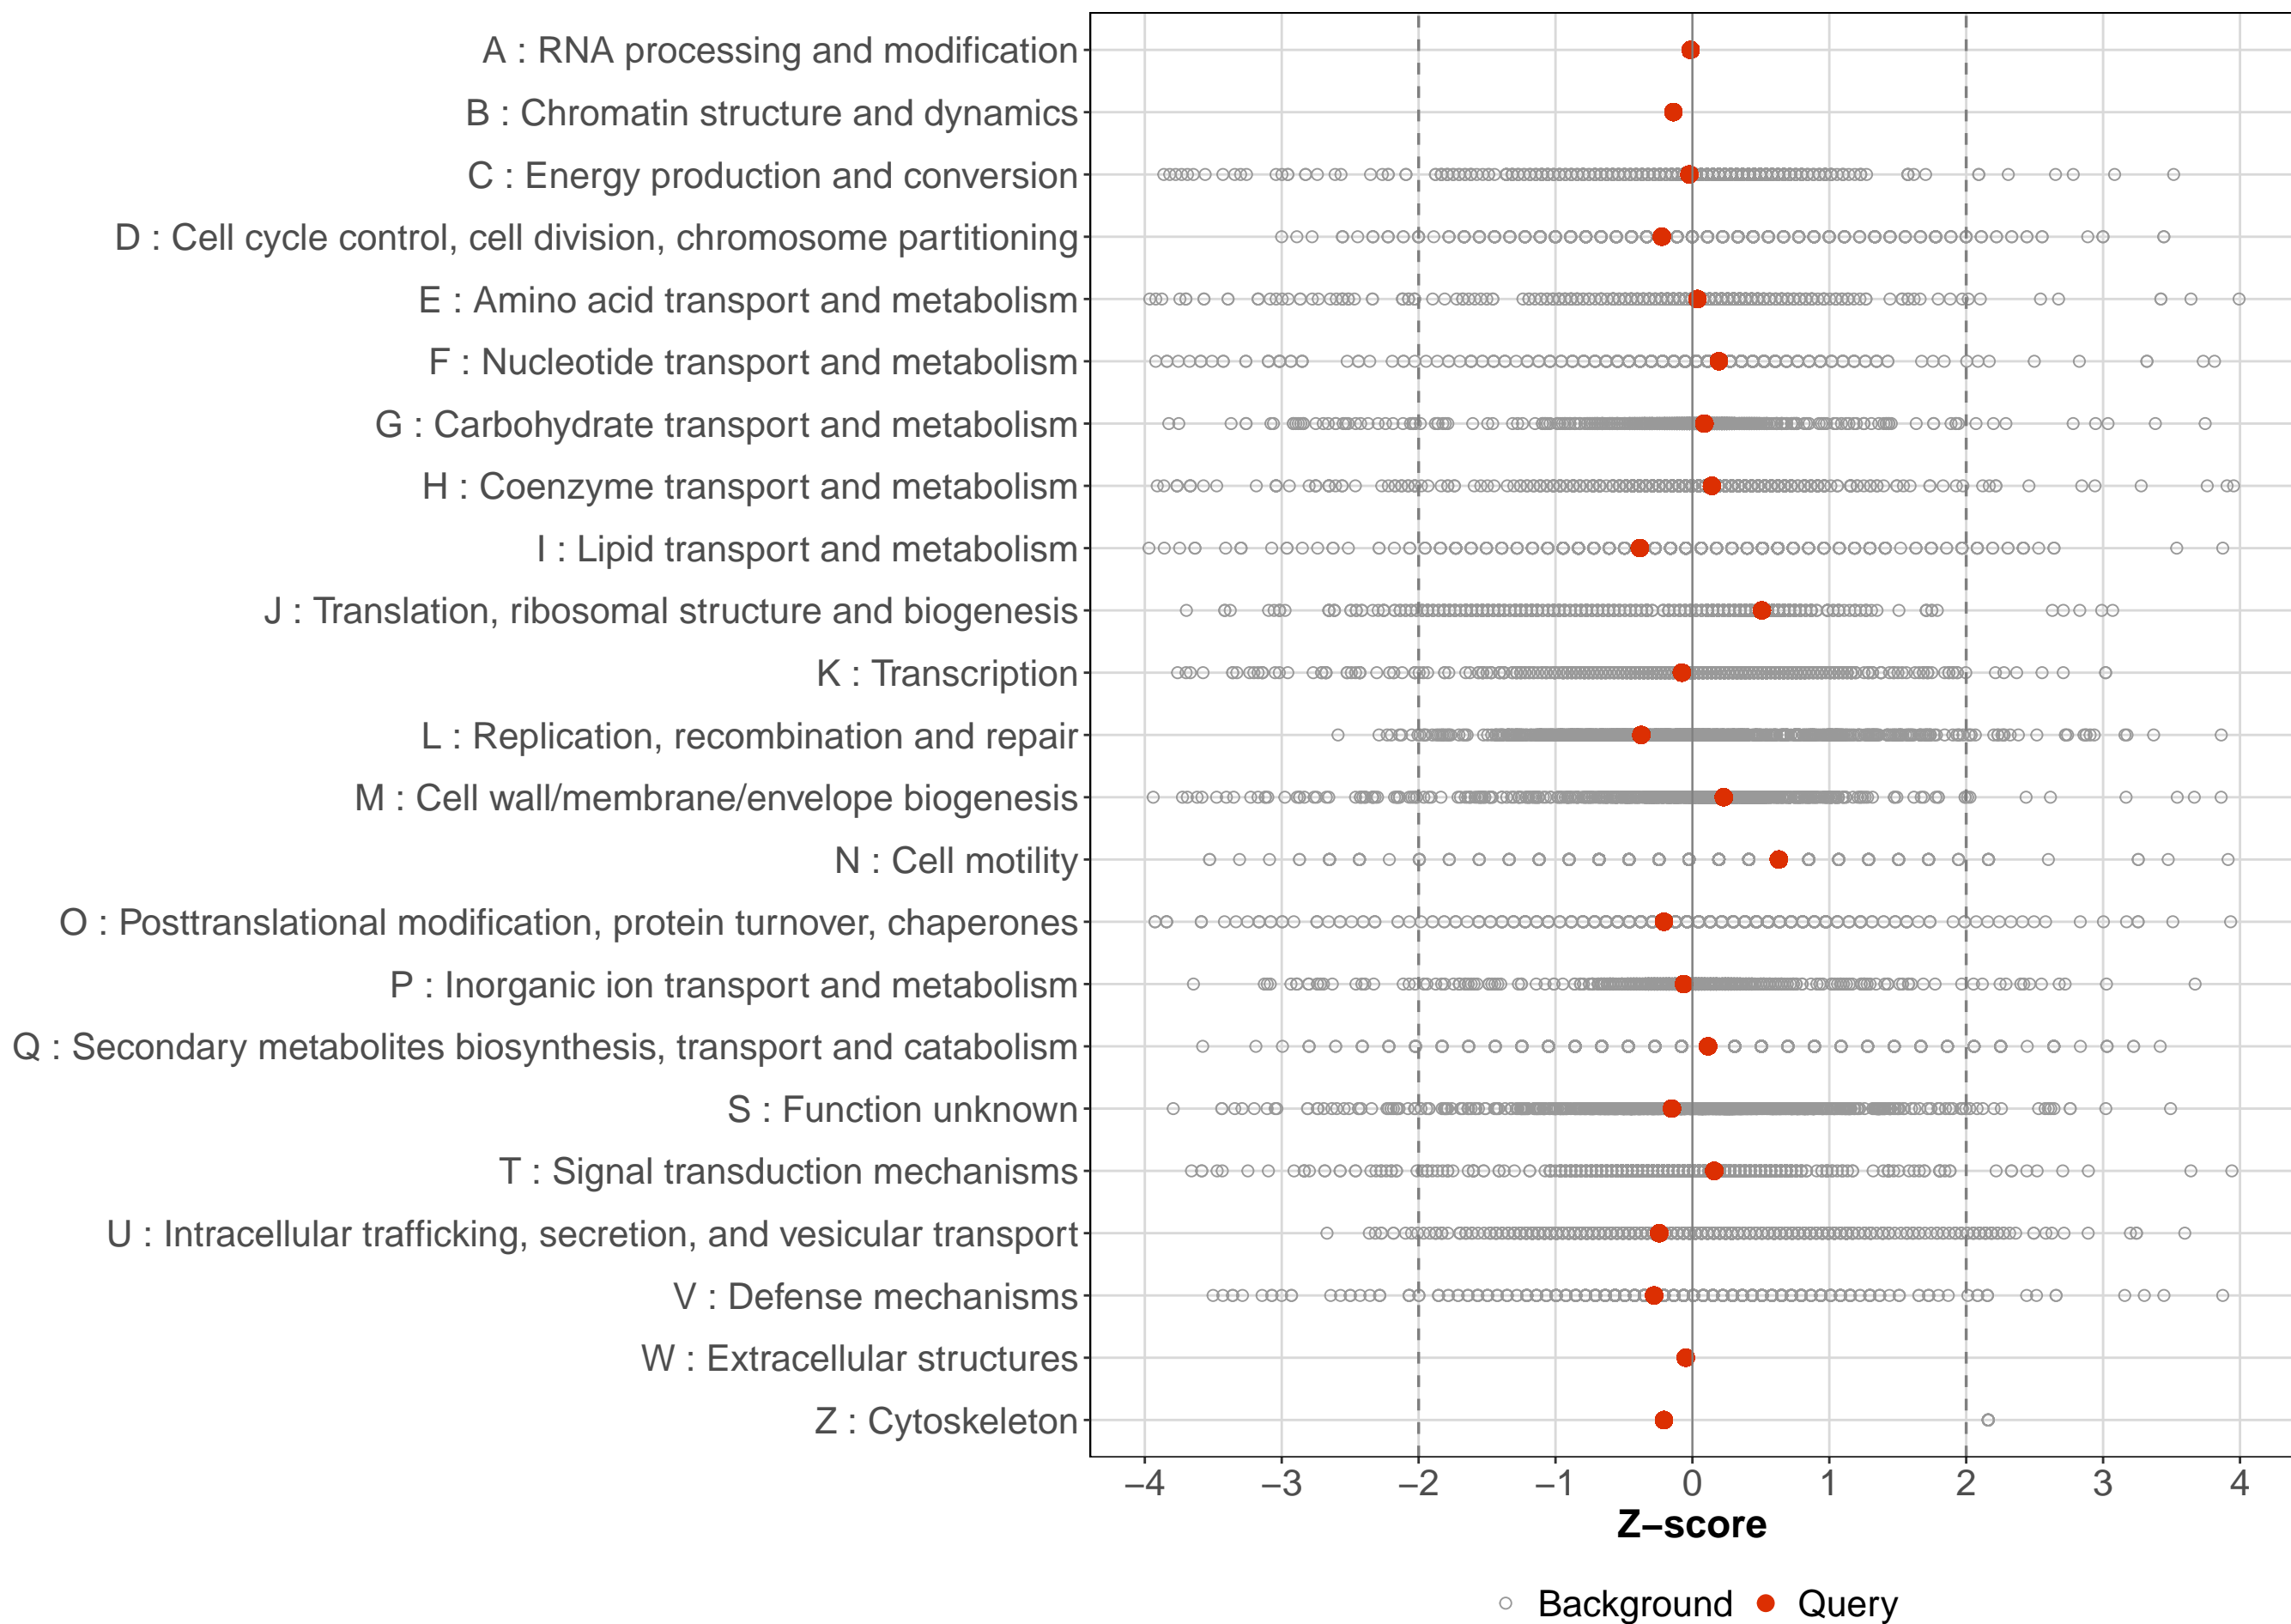 A : RNA processing and modification
B : Chromatin structure and dynamics
C : Energy production and conversion
D : Cell cycle control, cell division, chromosome partitioning
E : Amino acid transport and metabolism
F : Nucleotide transport and metabolism
G : Carbohydrate transport and metabolism
H : Coenzyme transport and metabolism
I : Lipid transport and metabolism
J : Translation, ribosomal structure and biogenesis
K : Transcription
L : Replication, recombination and repair
M : Cell wall/membrane/envelope biogenesis
N : Cell motility
O : Posttranslational modification, protein turnover, chaperones
P : Inorganic ion transport and metabolism
Q : Secondary metabolites biosynthesis, transport and catabolism
S : Function unknown
T : Signal transduction mechanisms
U : Intracellular trafficking, secretion, and vesicular transport
V : Defense mechanisms
W : Extracellular structures
Z : Cytoskeleton
−4 −3 −2 −1 0 1 2 3 4
Z−score
Background Query